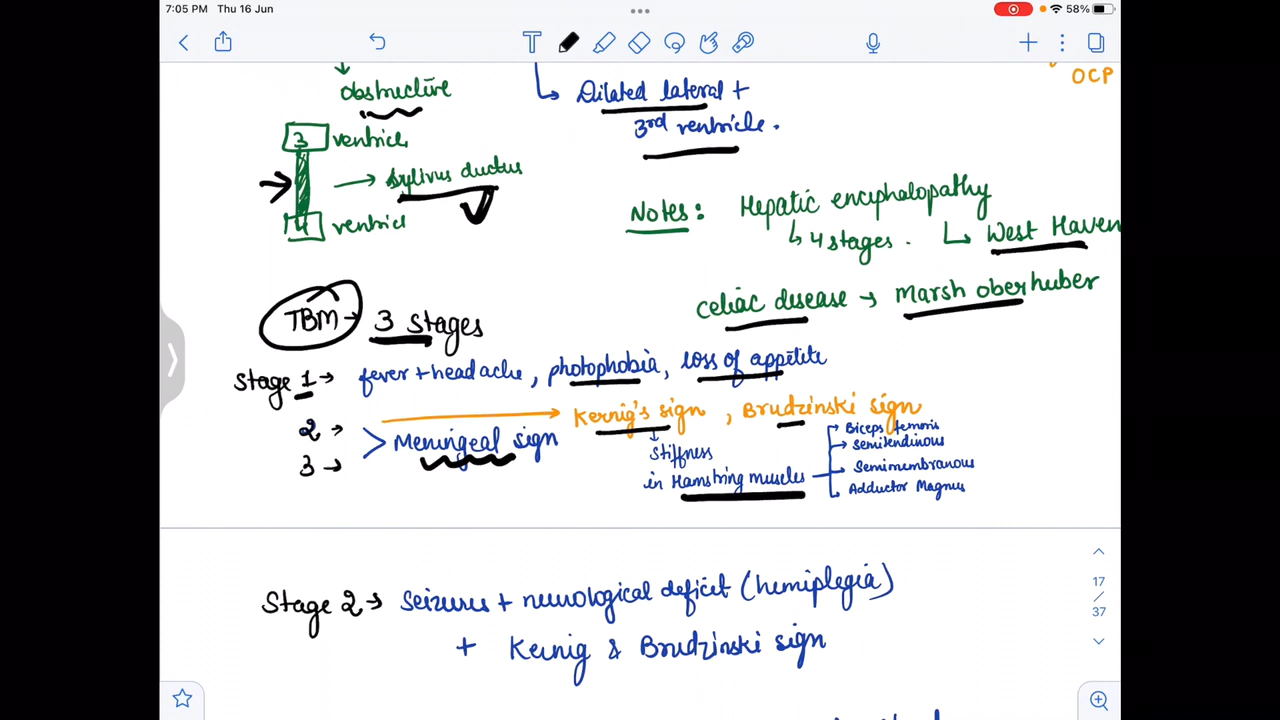 7:05 PM Thu 16 Jun
58%
T
obstructive
3 ventricle
→ sylivus ductus
4 ventricl
Dilated lateral +
3rd ventricle.
OCP
Notes: Hepatic encephalopathy
↳ 4 stages. ↳ West Haven
Celiac disease → Marsh oberhuber
TBM → 3 stages
Stage 1 → fever + headache, photophobia, loss of appetite
2 →
3 →
> Meningeal sign
Kernig's sign, Brudzinski sign
Stiffness
in Hamstring muscles
Biceps femoris
Semitendinous
Semimembranous
Adductor Magnus
Stage 2 → Seizures + neurological deficit (hemiplegia)
+ Kernig & Brudzinski sign
17
/
37